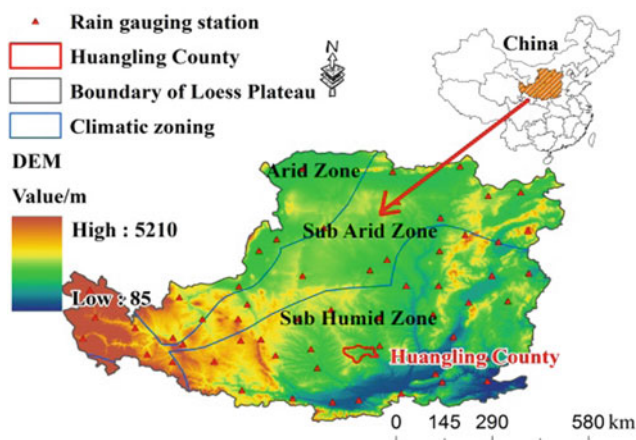 Rain gauging station
Huangling County
Boundary of Loess Plateau
Climatic zoning
DEM
Value/m
High : 5210
Low : 85
N
China
Arid Zone
Sub Arid Zone
Sub Humid Zone
Huangling County
0 145 290 580 km